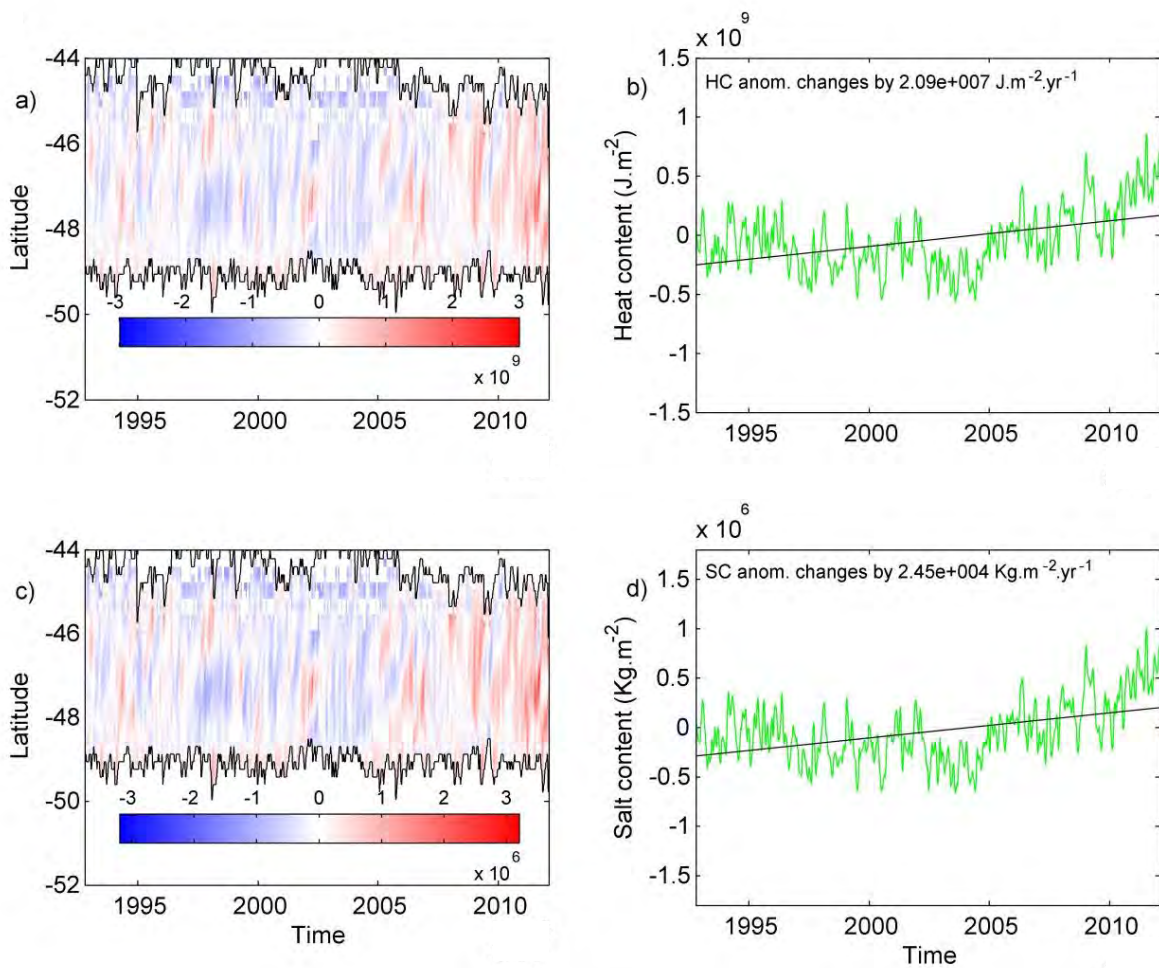 a)
Latitude
-44
-46
-48
-50
-52
-3 -2 -1 0 1 2 3
x 10 9
1995 2000 2005 2010
b)
x 10 9
HC anom. changes by 2.09e+007 J.m-2.yr-1
Heat content (J.m-2)
1.5
1
0.5
0
-0.5
-1
-1.5
1995 2000 2005 2010
c)
Latitude
-44
-46
-48
-50
-52
-3 -2 -1 0 1 2 3
x 10 6
1995 2000 2005 2010
Time
d)
x 10 6
SC anom. changes by 2.45e+004 Kg.m-2.yr-1
Salt content (Kg.m-2)
1.5
1
0.5
0
-0.5
-1
-1.5
1995 2000 2005 2010
Time